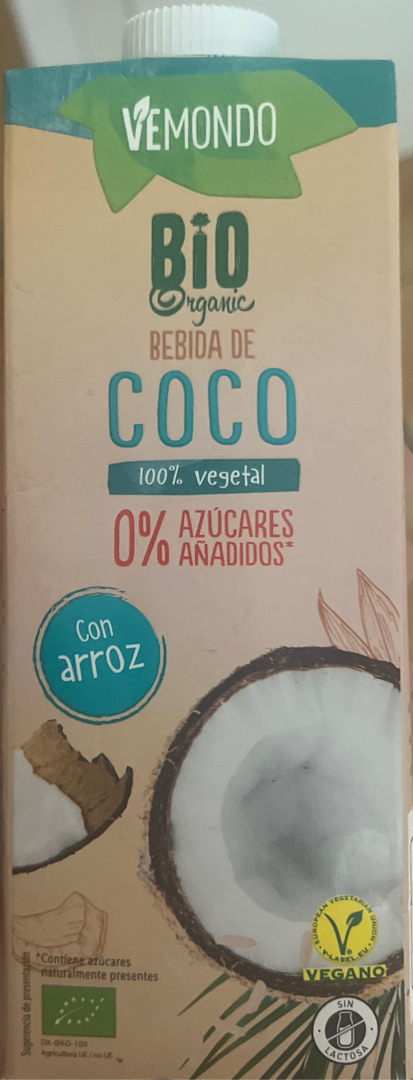 VEMONDO
BIO
Organic
BEBIDA DE
COCO
100% vegetal
0% AZÚCARES
AÑADIDOS*
Con
arroz
*Contiene azúcares
naturalmente presentes
Sugerencia de presentación
DK-ØKO-100
Agricultura UE / no UE
EUROPEAN VEGETARIAN UNION
V-LABEL.EU
VEGANO
SIN
LACTOSA